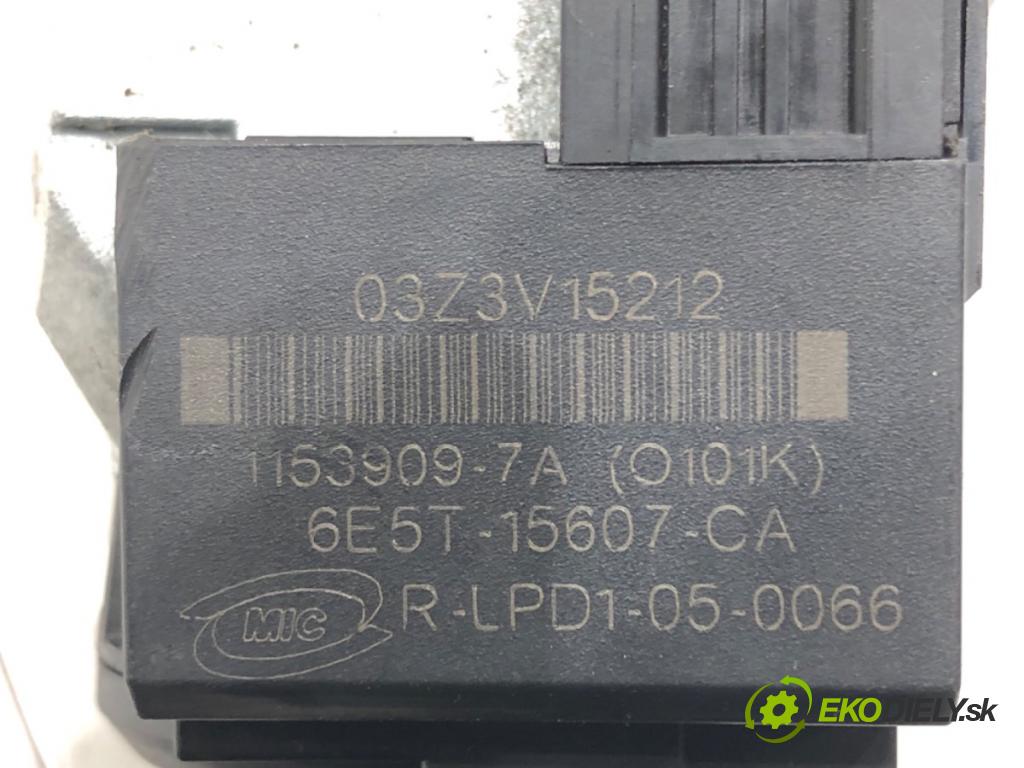 03Z3V15212
1153909-7A (O101K)
6E5T-15607-CA
MIC R-LPD1-05-0066
EKODIELY.sk